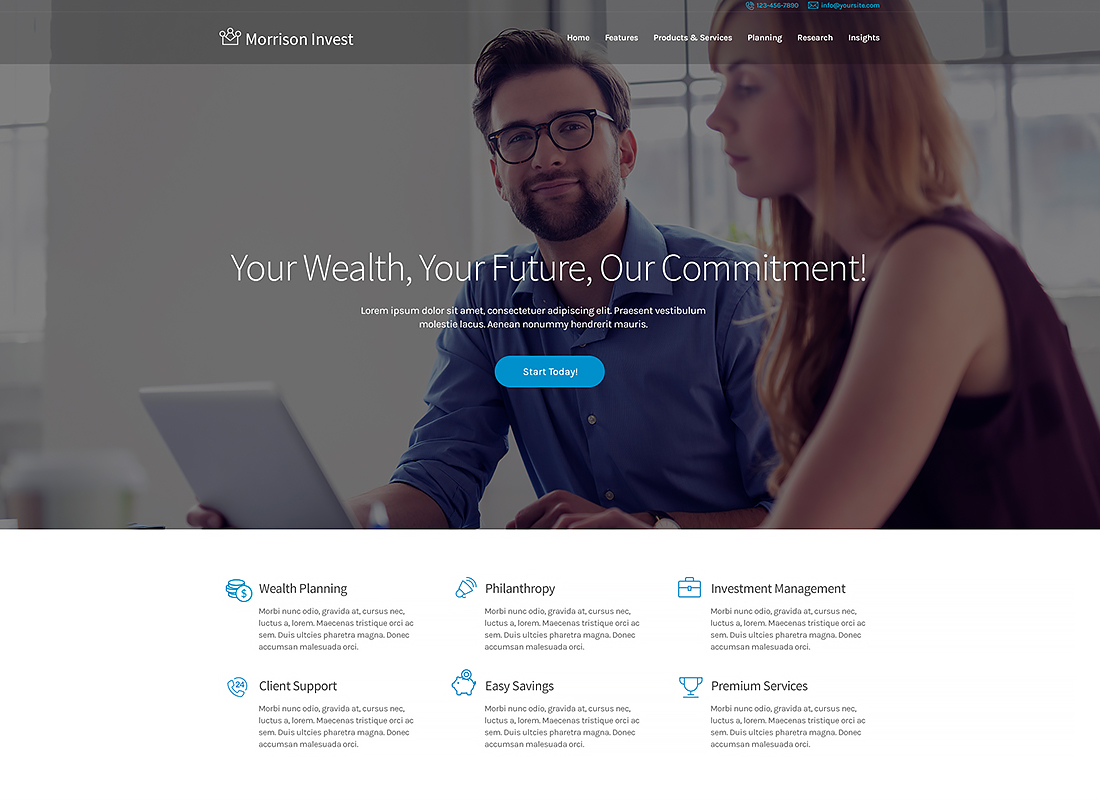 123-456-7890 info@yoursite.com
Morrison Invest
Home Features Products & Services Planning Research Insights
Your Wealth, Your Future, Our Commitment!
Lorem ipsum dolor sit amet, consectetuer adipiscing elit. Praesent vestibulum
molestie lacus. Aenean nonummy hendrerit mauris.
Start Today!
$
Wealth Planning
Morbi nunc odio, gravida at, cursus nec,
luctus a, lorem. Maecenas tristique orci ac
sem. Duis ultcies pharetra magna. Donec
accumsan malesuada orci.
Philanthropy
Morbi nunc odio, gravida at, cursus nec,
luctus a, lorem. Maecenas tristique orci ac
sem. Duis ultcies pharetra magna. Donec
accumsan malesuada orci.
Investment Management
Morbi nunc odio, gravida at, cursus nec,
luctus a, lorem. Maecenas tristique orci ac
sem. Duis ultcies pharetra magna. Donec
accumsan malesuada orci.
24
Client Support
Morbi nunc odio, gravida at, cursus nec,
luctus a, lorem. Maecenas tristique orci ac
sem. Duis ultcies pharetra magna. Donec
accumsan malesuada orci.
Easy Savings
Morbi nunc odio, gravida at, cursus nec,
luctus a, lorem. Maecenas tristique orci ac
sem. Duis ultcies pharetra magna. Donec
accumsan malesuada orci.
Premium Services
Morbi nunc odio, gravida at, cursus nec,
luctus a, lorem. Maecenas tristique orci ac
sem. Duis ultcies pharetra magna. Donec
accumsan malesuada orci.